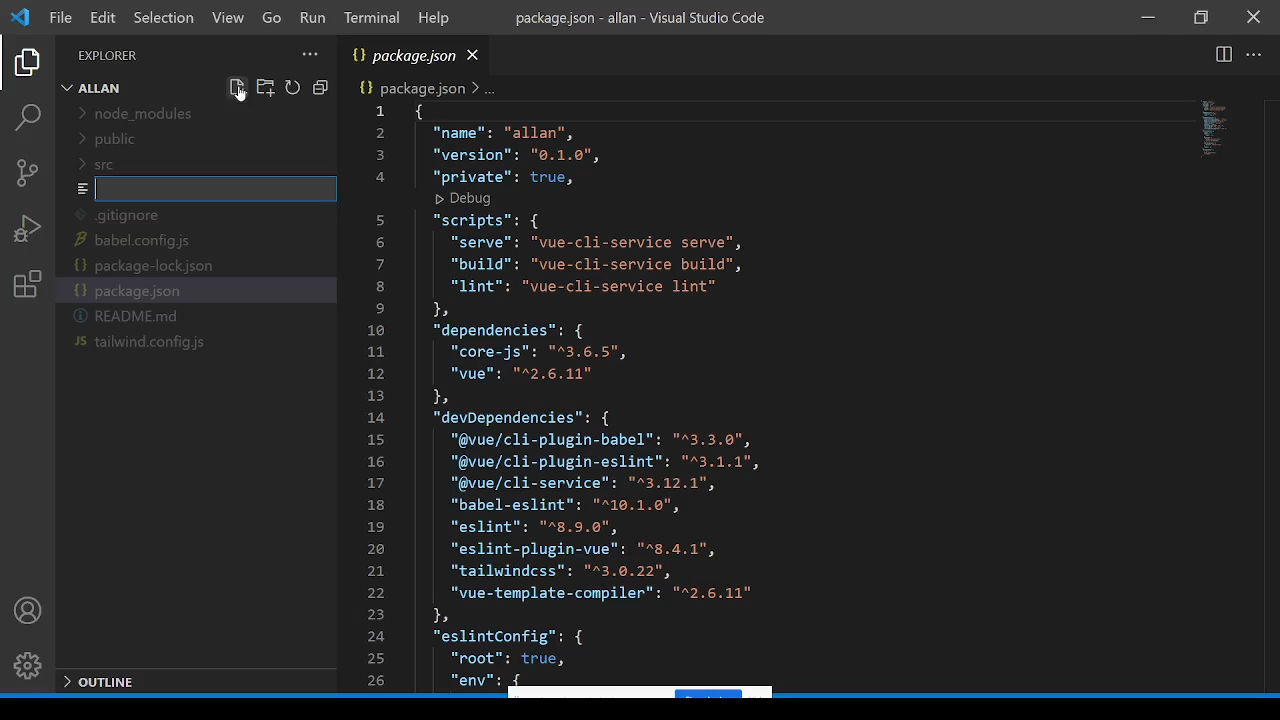 File Edit Selection View Go Run Terminal Help package.json - allan - Visual Studio Code
EXPLORER
ALLAN
node_modules
public
src
.gitignore
babel.config.js
package-lock.json
package.json
README.md
JS tailwind.config.js
OUTLINE
{} package.json
{} package.json > ...
1 {
2 "name": "allan",
3 "version": "0.1.0",
4 "private": true,
Debug
5 "scripts": {
6 "serve": "vue-cli-service serve",
7 "build": "vue-cli-service build",
8 "lint": "vue-cli-service lint"
9 },
10 "dependencies": {
11 "core-js": "^3.6.5",
12 "vue": "^2.6.11"
13 },
14 "devDependencies": {
15 "@vue/cli-plugin-babel": "^3.3.0",
16 "@vue/cli-plugin-eslint": "^3.1.1",
17 "@vue/cli-service": "^3.12.1",
18 "babel-eslint": "^10.1.0",
19 "eslint": "^8.9.0",
20 "eslint-plugin-vue": "^8.4.1",
21 "tailwindcss": "^3.0.22",
22 "vue-template-compiler": "^2.6.11"
23 },
24 "eslintConfig": {
25 "root": true,
26 "env": {